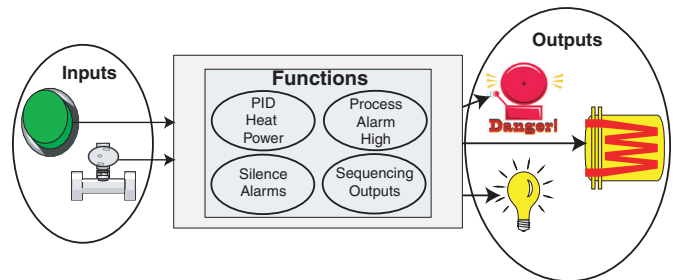 Inputs
Functions
PID
Heat
Power
Process
Alarm
High
Silence
Alarms
Sequencing
Outputs
Outputs
Danger!